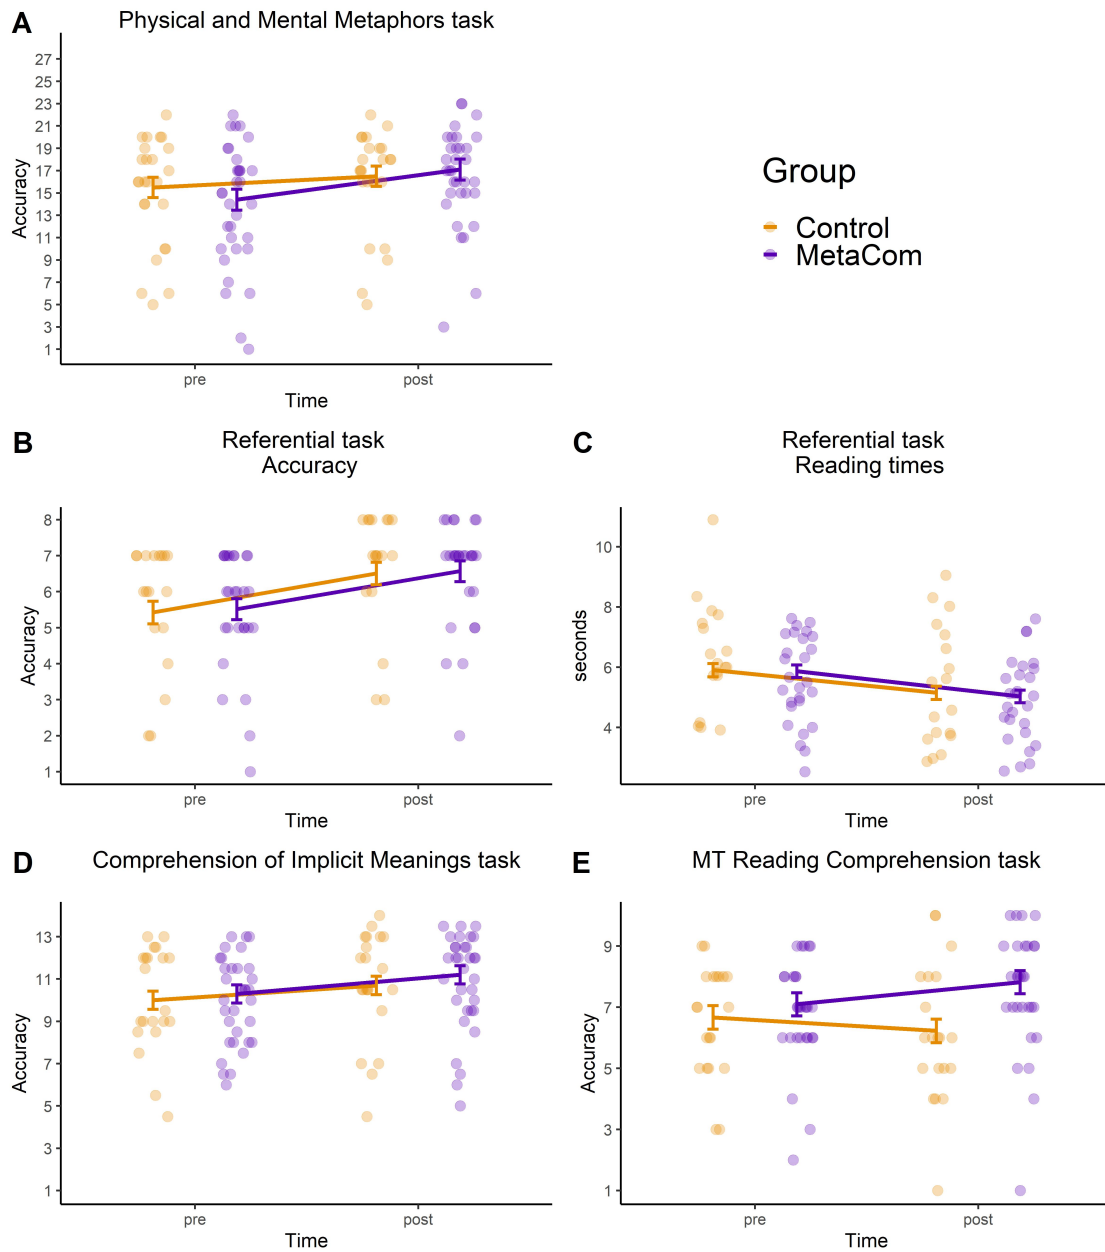 A
Physical and Mental Metaphors task
27
25
23
21
19
17
15
13
11
9
7
5
3
1
Accuracy
pre
post
Time
Group
Control
MetaCom
B
Referential task
Accuracy
8
7
6
5
4
3
2
1
Accuracy
pre
post
Time
C
Referential task
Reading times
10
8
6
4
seconds
pre
post
Time
D
Comprehension of Implicit Meanings task
13
11
9
7
5
3
1
Accuracy
pre
post
Time
E
MT Reading Comprehension task
9
7
5
3
1
Accuracy
pre
post
Time